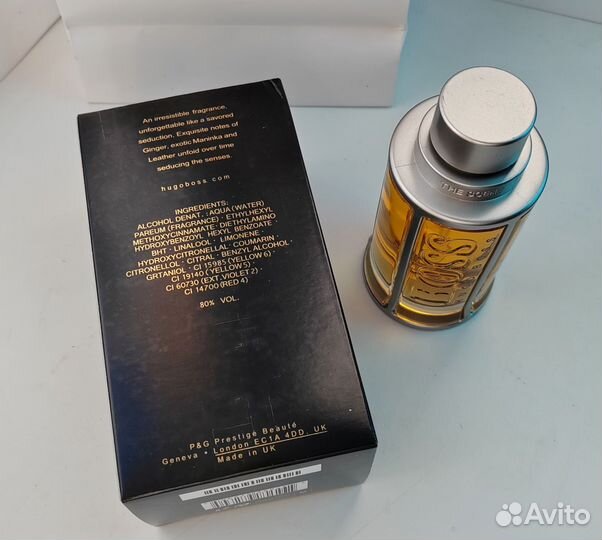 An irresistible fragrance,
unforgettable like a savored
seduction. Exquisite notes of
Ginger, exotic Maninka and
Leather unfold over time
seducing the senses.
hugoboss.com
INGREDIENTS:
ALCOHOL DENAT. : AQUA (WATER)
PAREUM (FRAGRANCE) · ETHYLHEXYL
METHOXYCINNAMATE · DIETHYLAMINO
HYDROXYBENZOYL HEXYL BENZOATE
BHT · LINALOOL · LIMONENE ·
HYDROXYCITRONELLAL · COUMARIN
CITRONELLOL · CITRAL · BENZYL ALCOHOL ·
GRTANIOL · CI 15985 (YELLOW 6) ·
CI 19140 (YELLOW 5) ·
CI 60730 (EXT. VIOLET 2) ·
CI 14700 (RED 4)
80% VOL.
P&G Prestige Beauté
Geneva • London EC1A 4DD, UK
Made in UK
THE
BOSS
Avito